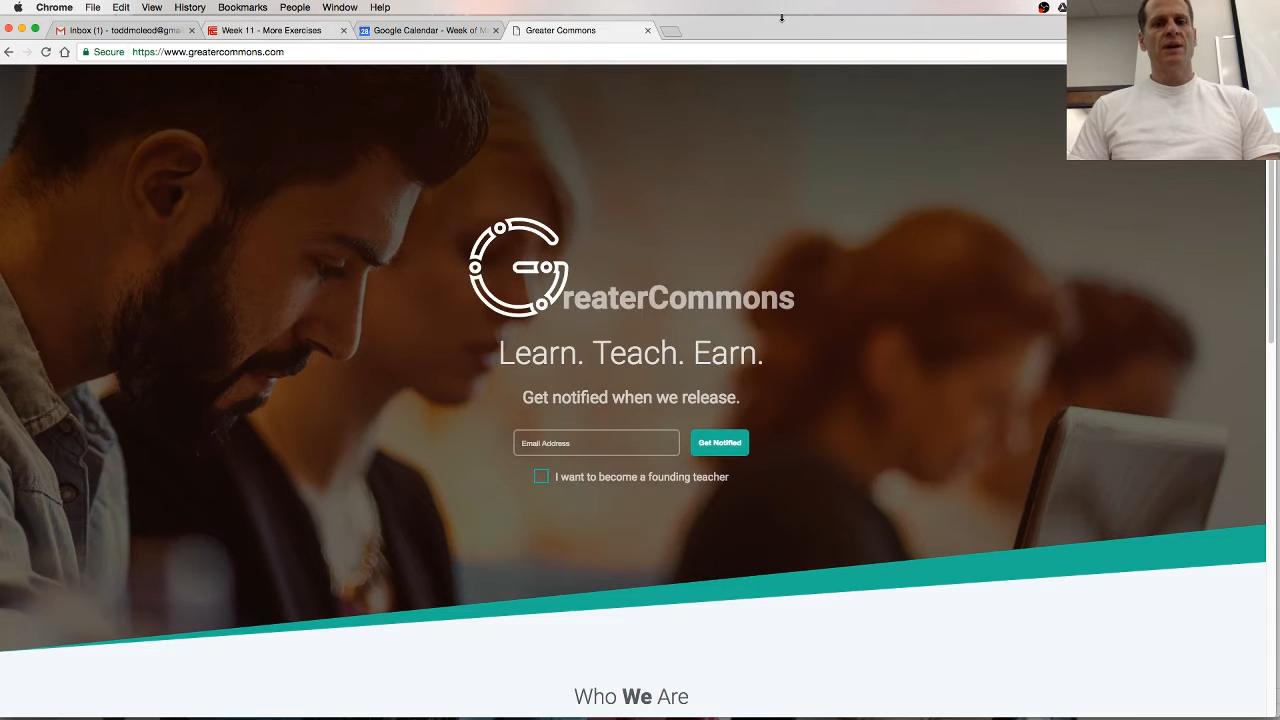 Chrome File Edit View History Bookmarks People Window Help
Inbox (1) - toddmcleod@gma
Week 11 - More Exercises
Google Calendar - Week of M
Greater Commons
Secure https://www.greatercommons.com
GreaterCommons
Learn. Teach. Earn.
Get notified when we release.
Email Address
Get Notified
I want to become a founding teacher
Who We Are